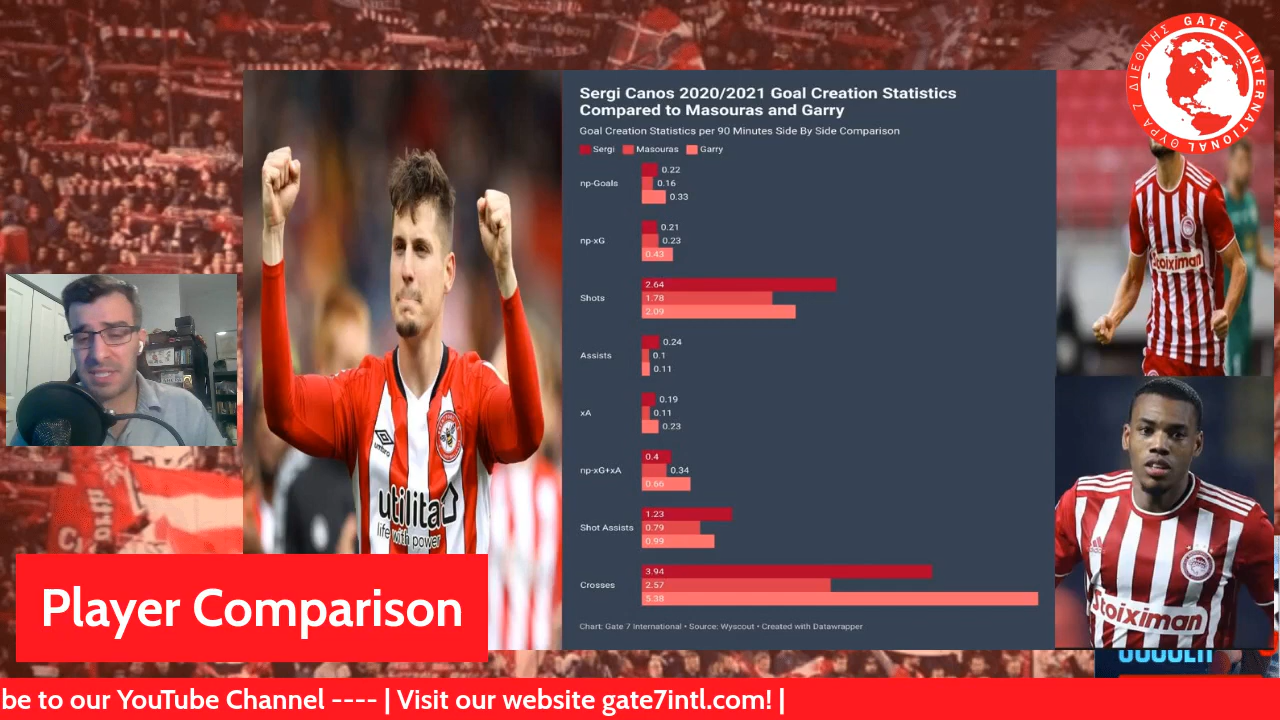 ΘΥΡΑ 7 ΔΙΕΘΝΗΣ GATE 7 INTERNATIONAL
Sergi Canos 2020/2021 Goal Creation Statistics
Compared to Masouras and Garry
Goal Creation Statistics per 90 Minutes Side By Side Comparison
Sergi Masouras Garry
np-Goals
0.22
0.16
0.33
np-xG
0.21
0.23
0.43
Shots
2.64
1.78
2.09
Assists
0.24
0.1
0.11
xA
0.19
0.11
0.23
np-xG+xA
0.4
0.34
0.66
Shot Assists
1.23
0.79
0.99
Crosses
3.94
2.57
5.38
Chart: Gate 7 International • Source: Wyscout • Created with Datawrapper
umbro
utilita
life with power
Stoiximan
Stoiximan
Player Comparison
be to our YouTube Channel ---- | Visit our website gate7intl.com! |